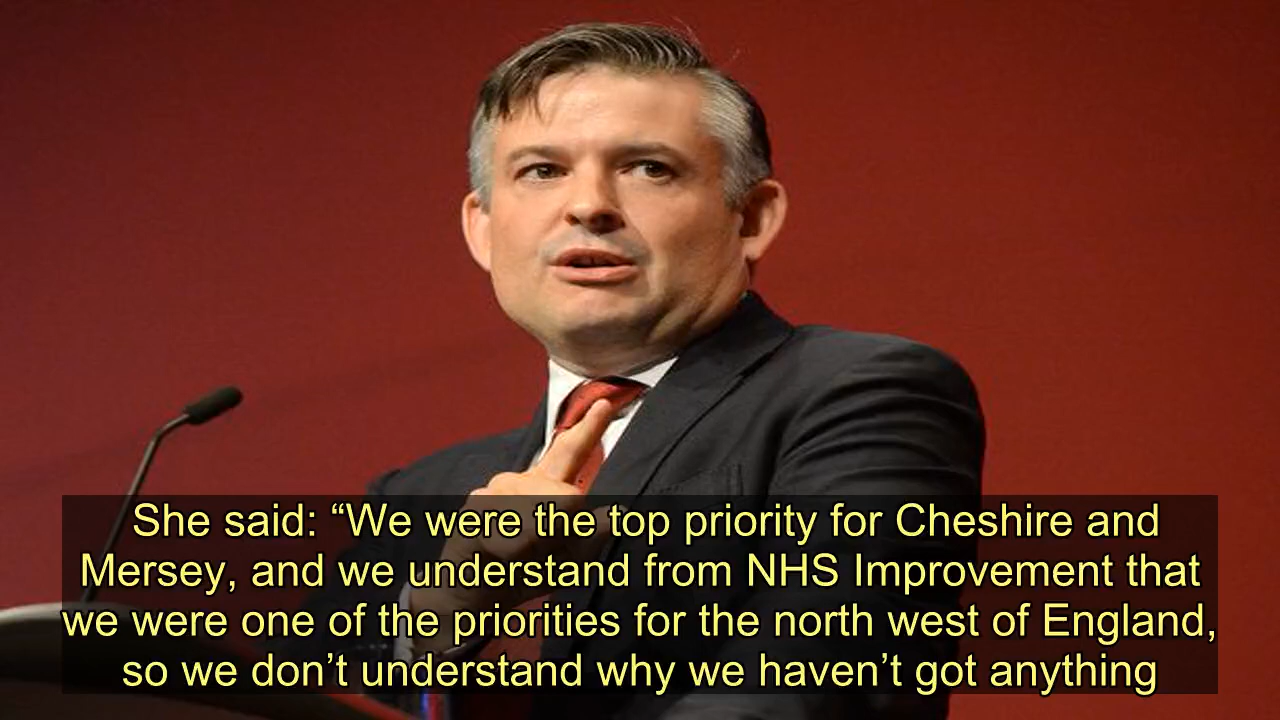 She said: “We were the top priority for Cheshire and
Mersey, and we understand from NHS Improvement that
we were one of the priorities for the north west of England,
so we don’t understand why we haven’t got anything